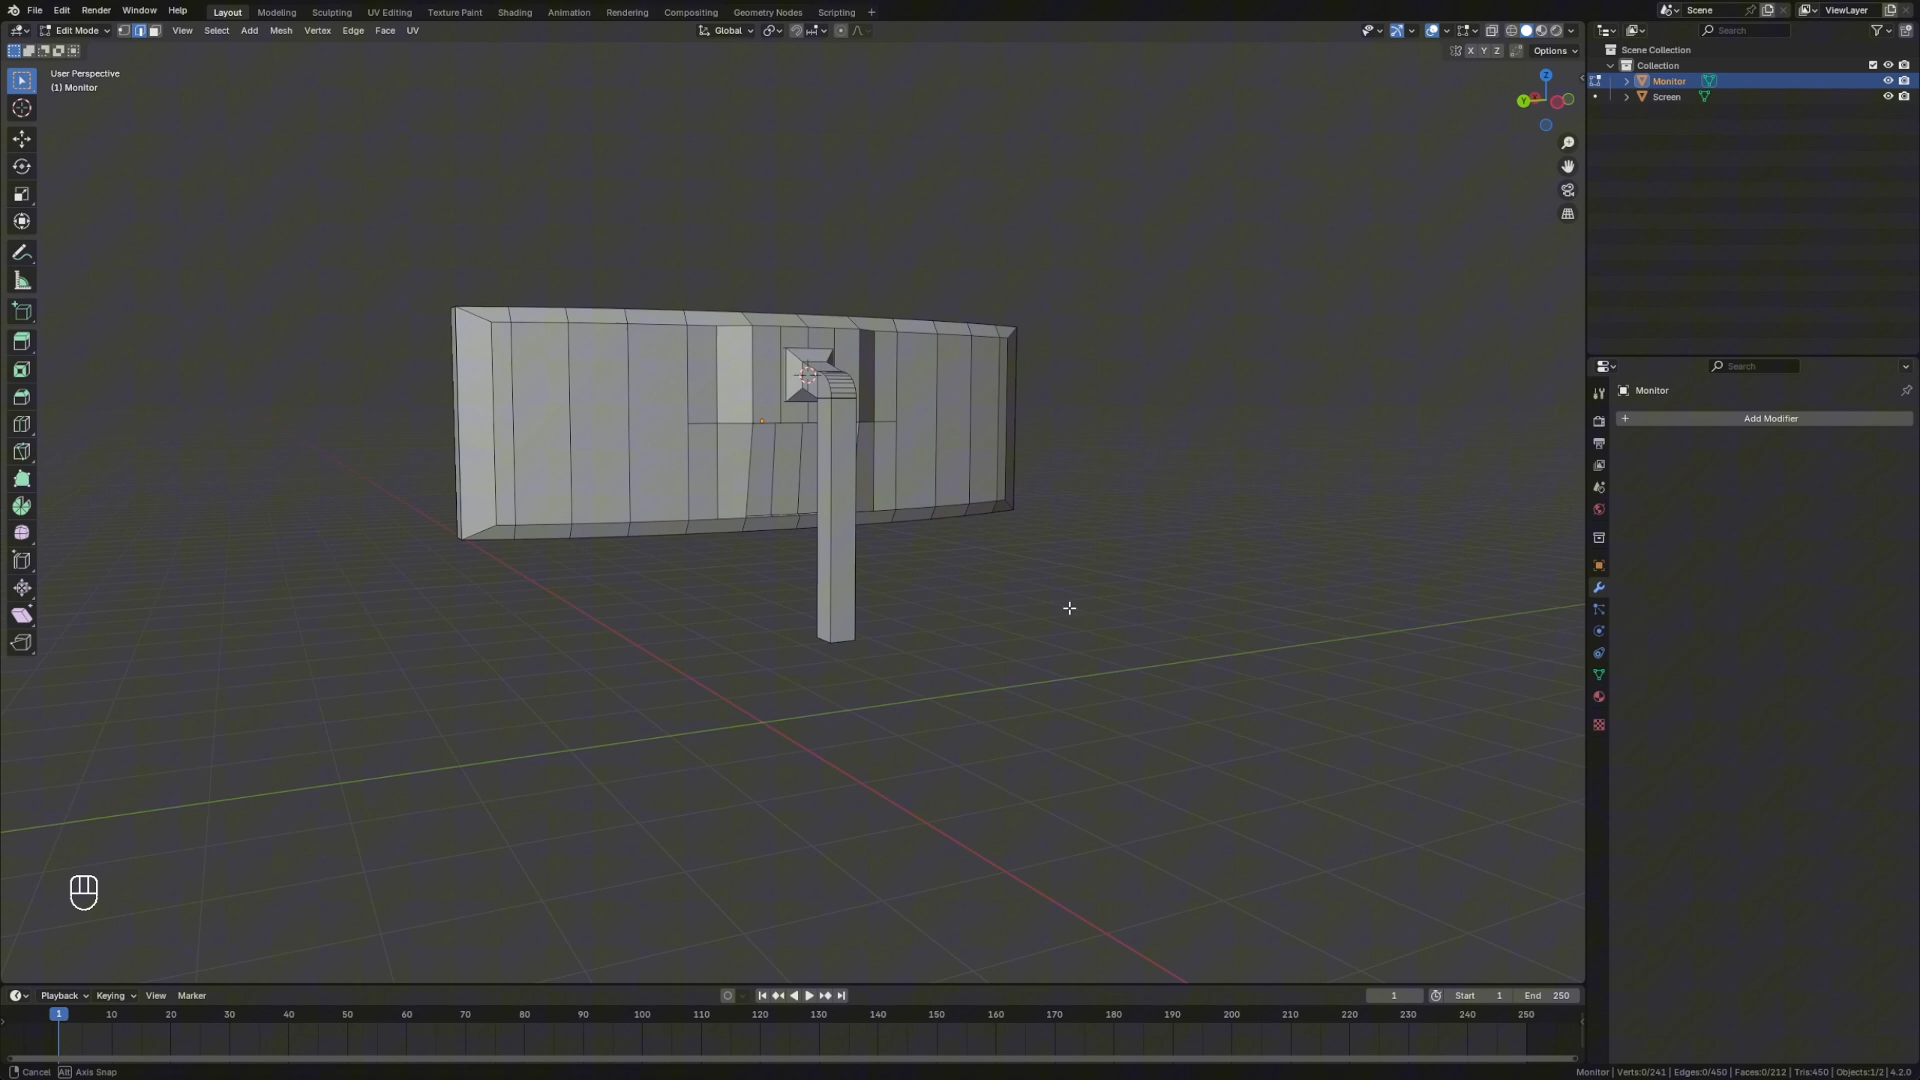 File Edit Render Window Help Layout Modeling Sculpting UV Editing Texture Paint Shading Animation Rendering Compositing Geometry Nodes Scripting + Scene ViewLayer
Edit Mode View Select Add Mesh Vertex Edge Face UV Global Search
X Y Z Options
Scene Collection
Collection
Monitor
Screen
User Perspective
(1) Monitor
Z
Y
Search
Monitor
+ Add Modifier
Playback Keying View Marker 1 Start 1 End 250
1 10 20 30 40 50 60 70 80 90 100 110 120 130 140 150 160 170 180 190 200 210 220 230 240 250
Cancel Alt Axis Snap Monitor | Verts:0/241 | Edges:0/450 | Faces:0/212 | Tris:450 | Objects:1/2 | 4.2.0